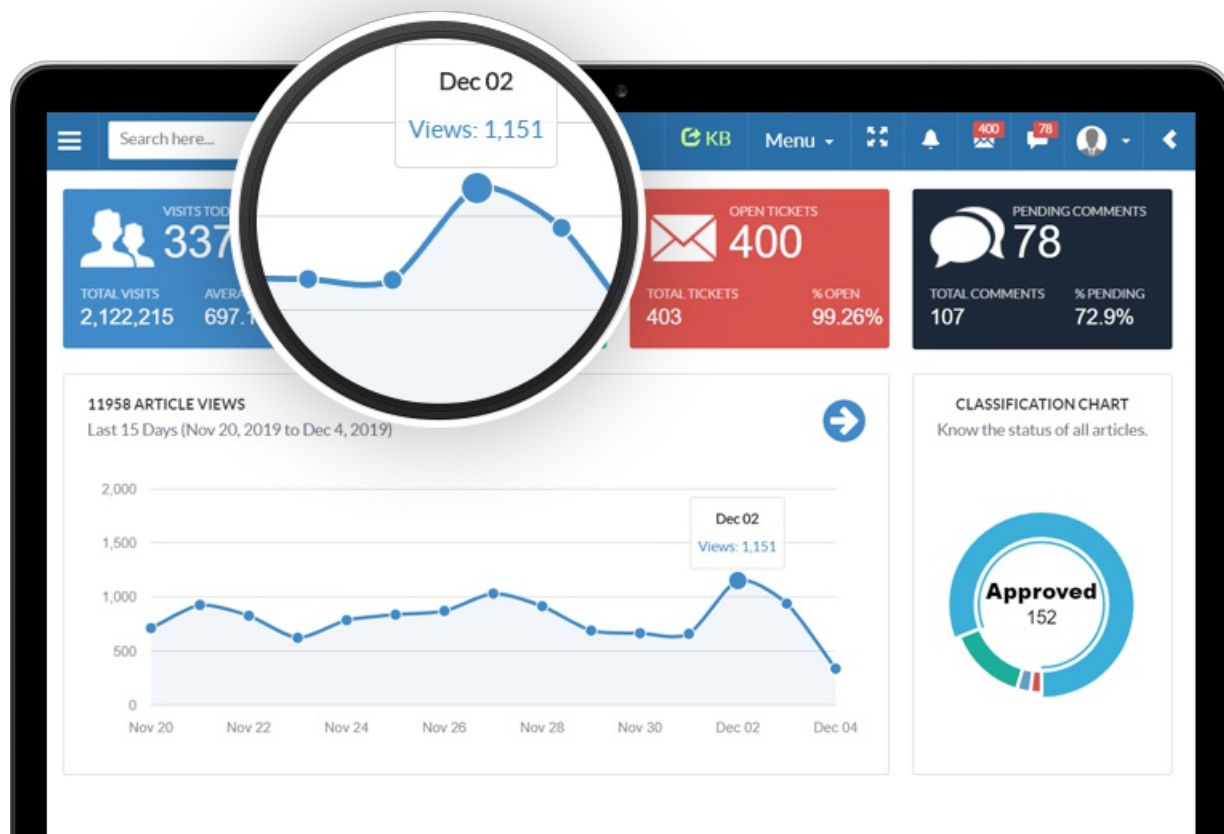 Dec 02
Views: 1,151
Search here...
KB
Menu
400
78
VISITS
337
TOTAL VISITS
2,122,215
OPEN TICKETS
400
TOTAL TICKETS
% OPEN
403
99.26%
PENDING COMMENTS
78
TOTAL COMMENTS
% PENDING
107
72.9%
11958 ARTICLE VIEWS
Last 15 Days (Nov 20, 2019 to Dec 4, 2019)
2,000
1,500
1,000
500
0
Dec 02
Views: 1,151
Nov 20
Nov 22
Nov 24
Nov 26
Nov 28
Nov 30
Dec 02
Dec 04
CLASSIFICATION CHART
Know the status of all articles.
Approved
152